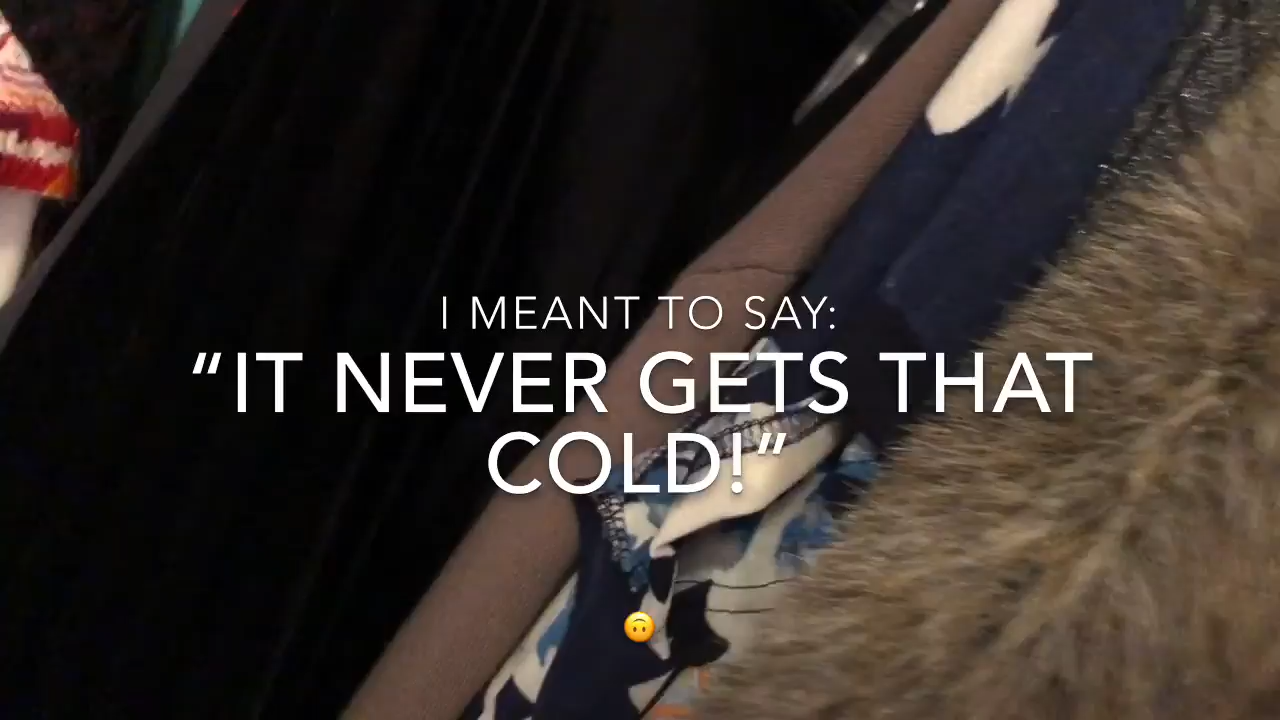 I MEANT TO SAY:
“IT NEVER GETS THAT
COLD!”
🙃